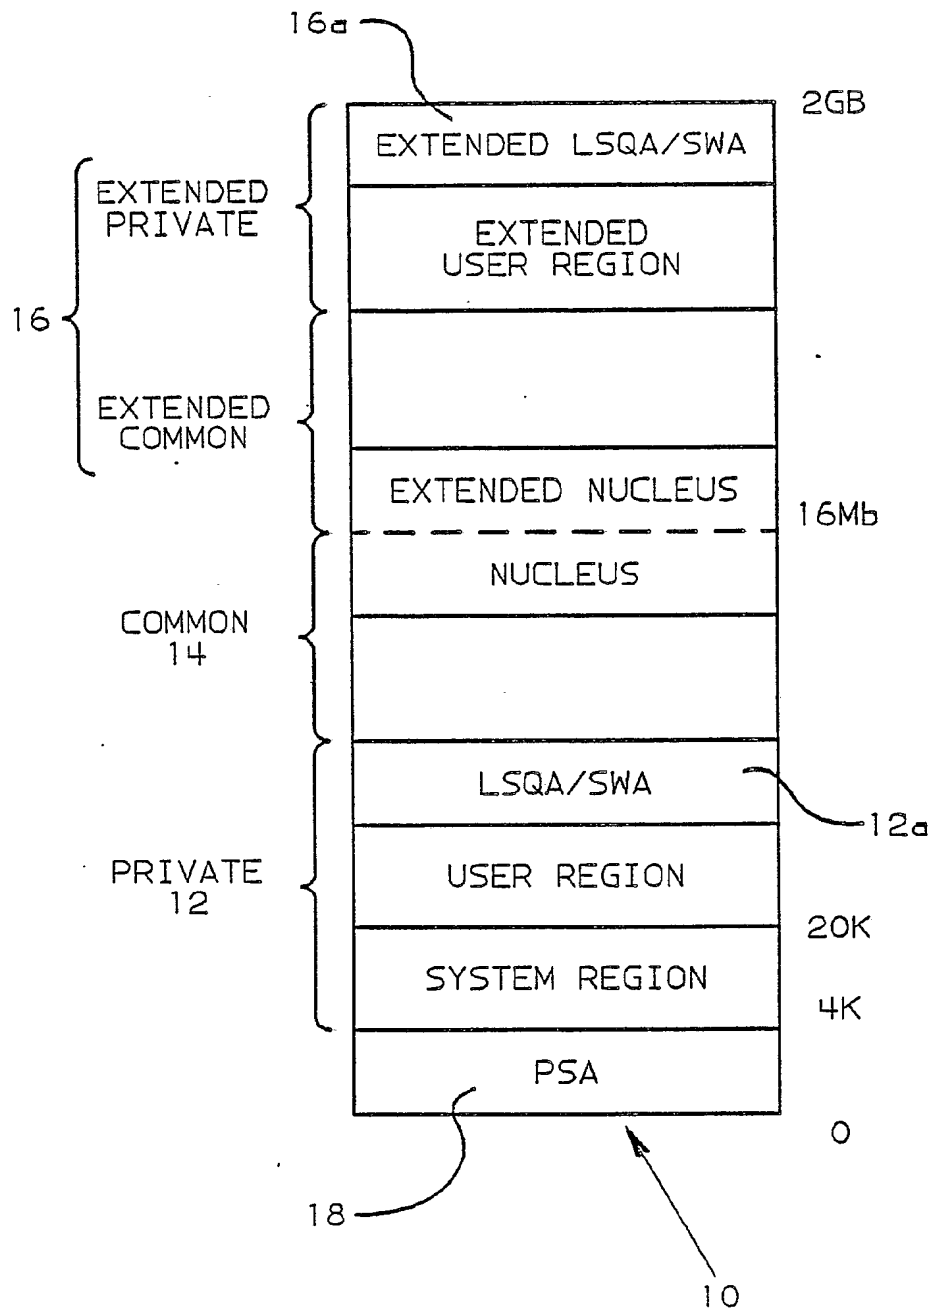 16a
2GB
EXTENDED LSQA/SWA
EXTENDED
PRIVATE
EXTENDED
USER REGION
16
EXTENDED
COMMON
EXTENDED NUCLEUS
16Mb
NUCLEUS
COMMON
14
LSQA/SWA
12a
PRIVATE
12
USER REGION
20K
SYSTEM REGION
4K
PSA
0
18
10